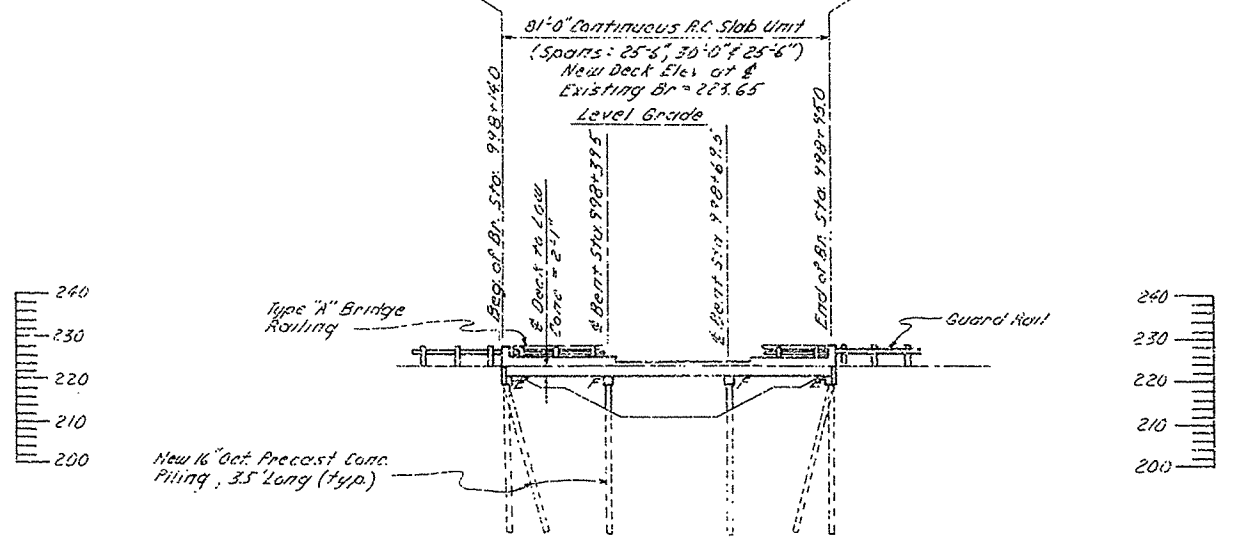 81'-0" Continuous R.C. Slab Unit
(Spans: 25'-6", 30'-0" & 25'-6")
New Deck Elev at ℄
Existing Br = 223.65
Level Grade
Beg. of Br. Sta. 998+14.0
℄ Deck to Low
Conc = 2'-1"
℄ Bent Sta. 998+39.5
℄ Bent Sta 998+69.5
End of Br. Sta. 998+95.0
Type "A" Bridge
Railing
Guard Rail
240
230
220
210
200
240
230
220
210
200
E
F
F
E
New 16" Oct. Precast Conc.
Piling, 35' Long (typ.)